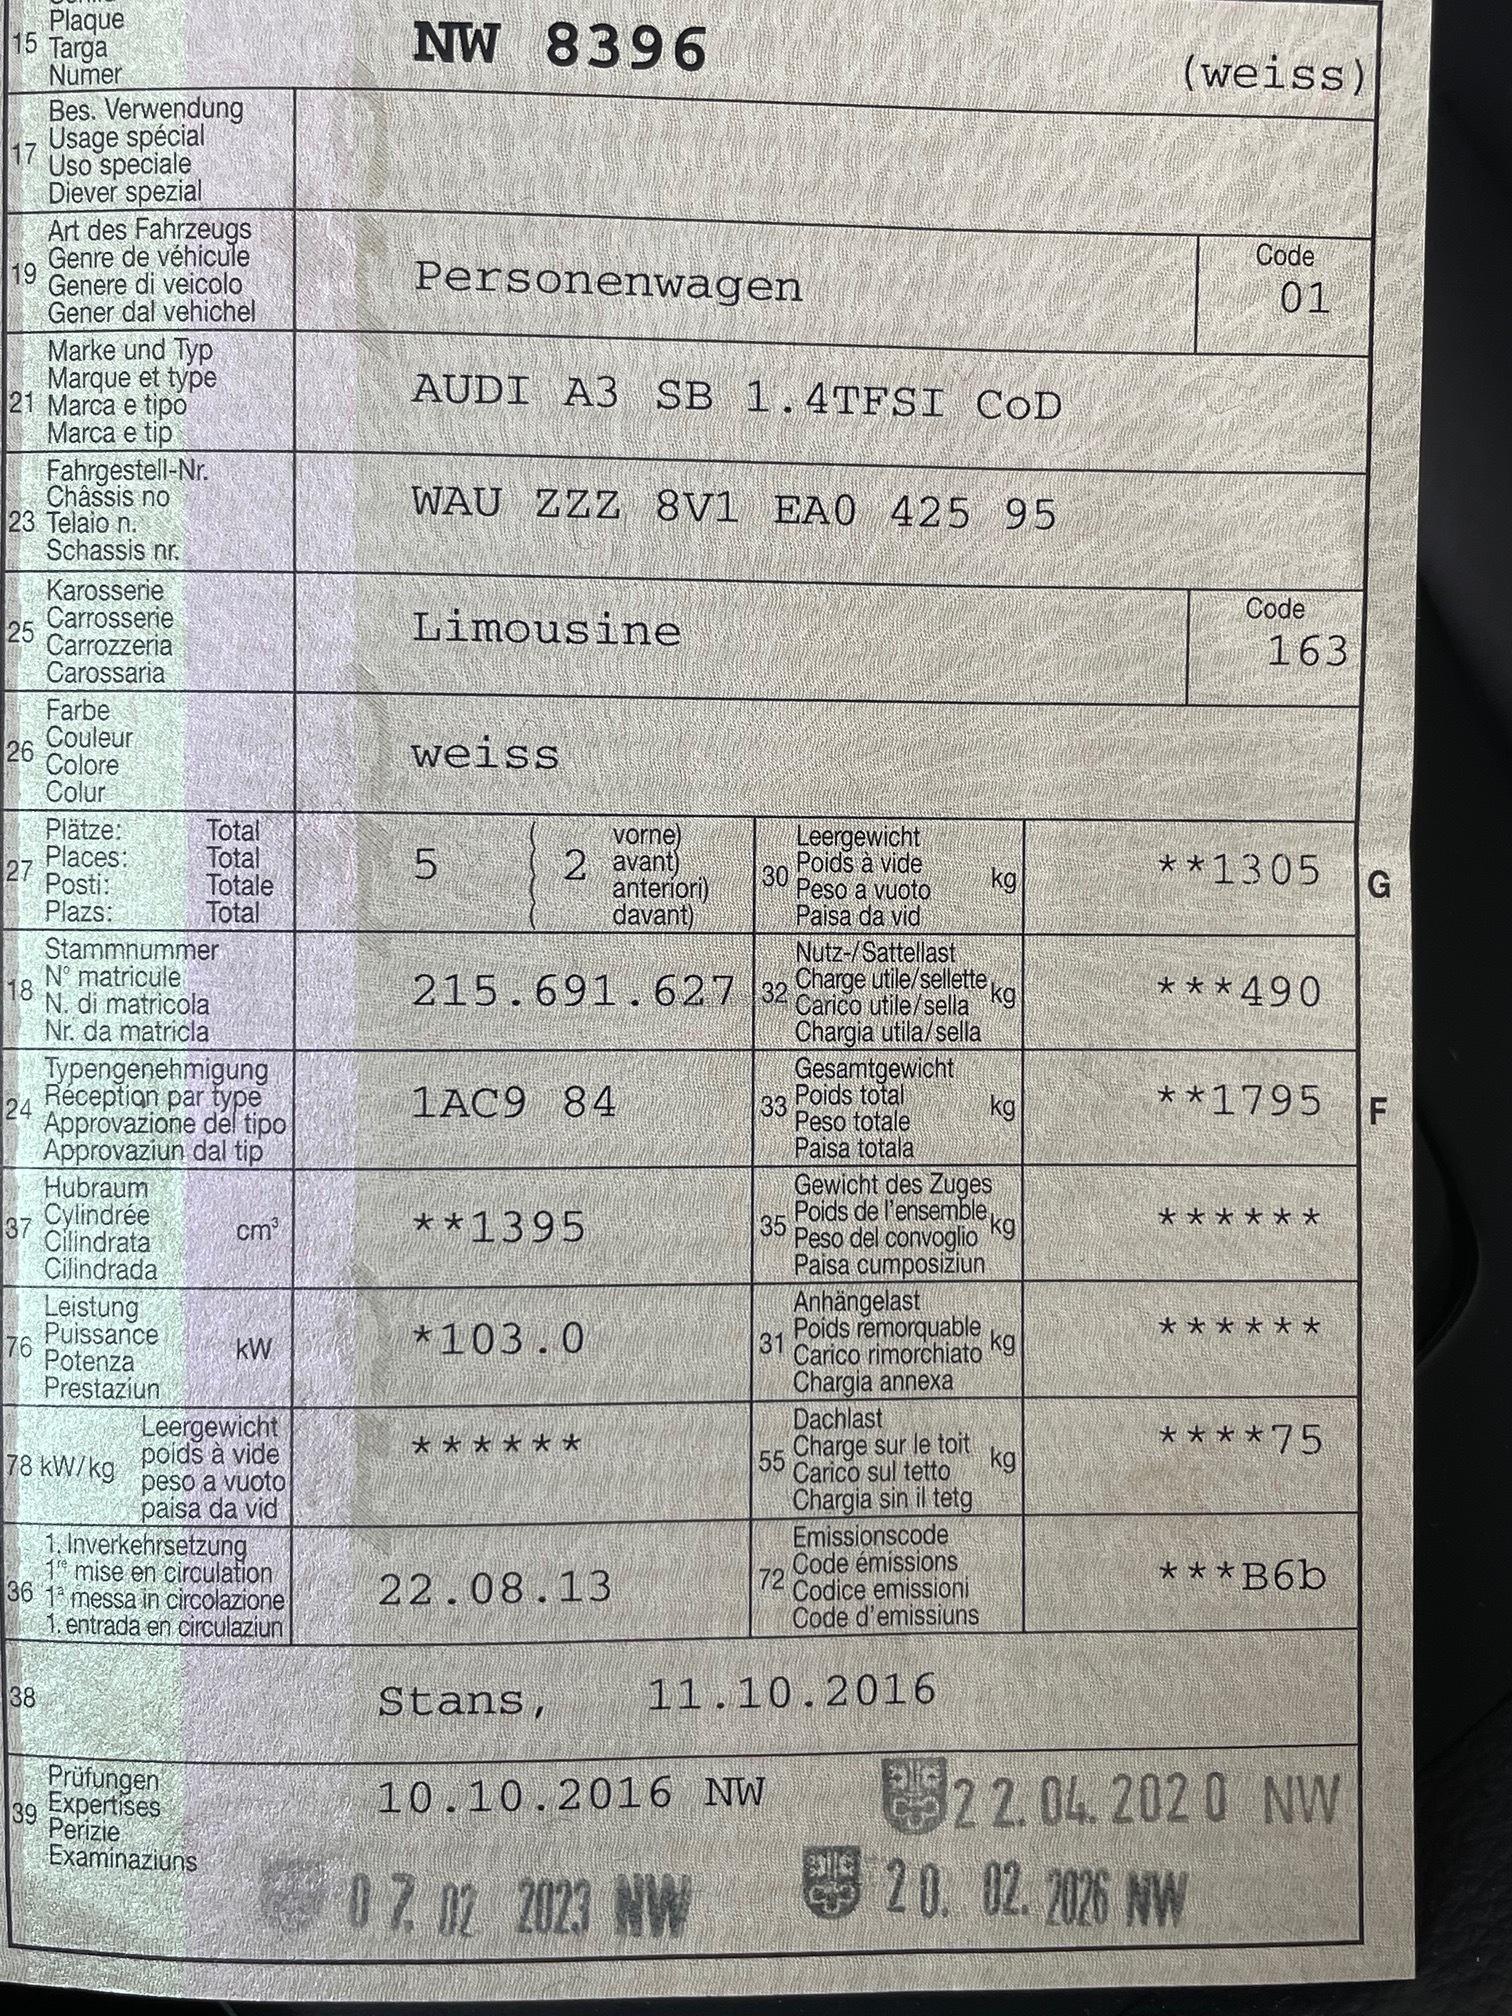 15 Plaque
Targa
Numer
NW 8396
(weiss)
17 Bes. Verwendung
Usage spécial
Uso speciale
Diever spezial
19 Art des Fahrzeugs
Genre de véhicule
Genere di veicolo
Gener dal vehichel
Personenwagen
Code
01
21 Marke und Typ
Marque et type
Marca e tipo
Marca e tip
AUDI A3 SB 1.4TFSI CoD
23 Fahrgestell-Nr.
Châssis no
Telaio n.
Schassis nr.
WAU ZZZ 8V1 EA0 425 95
25 Karosserie
Carrosserie
Carrozzeria
Carossaria
Limousine
Code
163
26 Farbe
Couleur
Colore
Colur
weiss
27 Plätze: Total
Places: Total
Posti: Totale
Plazs: Total
5 ( 2 vorne)
( avant)
( anteriori)
( davant)
30 Leergewicht
Poids à vide
Peso a vuoto
Paisa da vid
kg
**1305
G
18 Stammnummer
N° matricule
N. di matricola
Nr. da matricla
215.691.627
32 Nutz-/Sattellast
Charge utile/sellette
Carico utile/sella
Chargia utila/sella
kg
***490
24 Typengenehmigung
Réception par type
Approvazione del tipo
Approvaziun dal tip
1AC9 84
33 Gesamtgewicht
Poids total
Peso totale
Paisa totala
kg
**1795
F
37 Hubraum
Cylindrée
Cilindrata
Cilindrada
cm³
**1395
35 Gewicht des Zuges
Poids de l'ensemble
Peso del convoglio
Paisa cumposiziun
kg
******
76 Leistung
Puissance
Potenza
Prestaziun
kW
*103.0
31 Anhängelast
Poids remorquable
Carico rimorchiato
Chargia annexa
kg
******
78 kW/kg
Leergewicht
poids à vide
peso a vuoto
paisa da vid
******
55 Dachlast
Charge sur le toit
Carico sul tetto
Chargia sin il tetg
kg
****75
36 1. Inverkehrsetzung
1re mise en circulation
1a messa in circolazione
1. entrada en circulaziun
22.08.13
72 Emissionscode
Code émissions
Codice emissioni
Code d'emissiuns
***B6b
38
Stans, 11.10.2016
39 Prüfungen
Expertises
Perizie
Examinaziuns
10.10.2016 NW
22.04.2020 NW
07.02 2023 NW
20. 02. 2026 NW